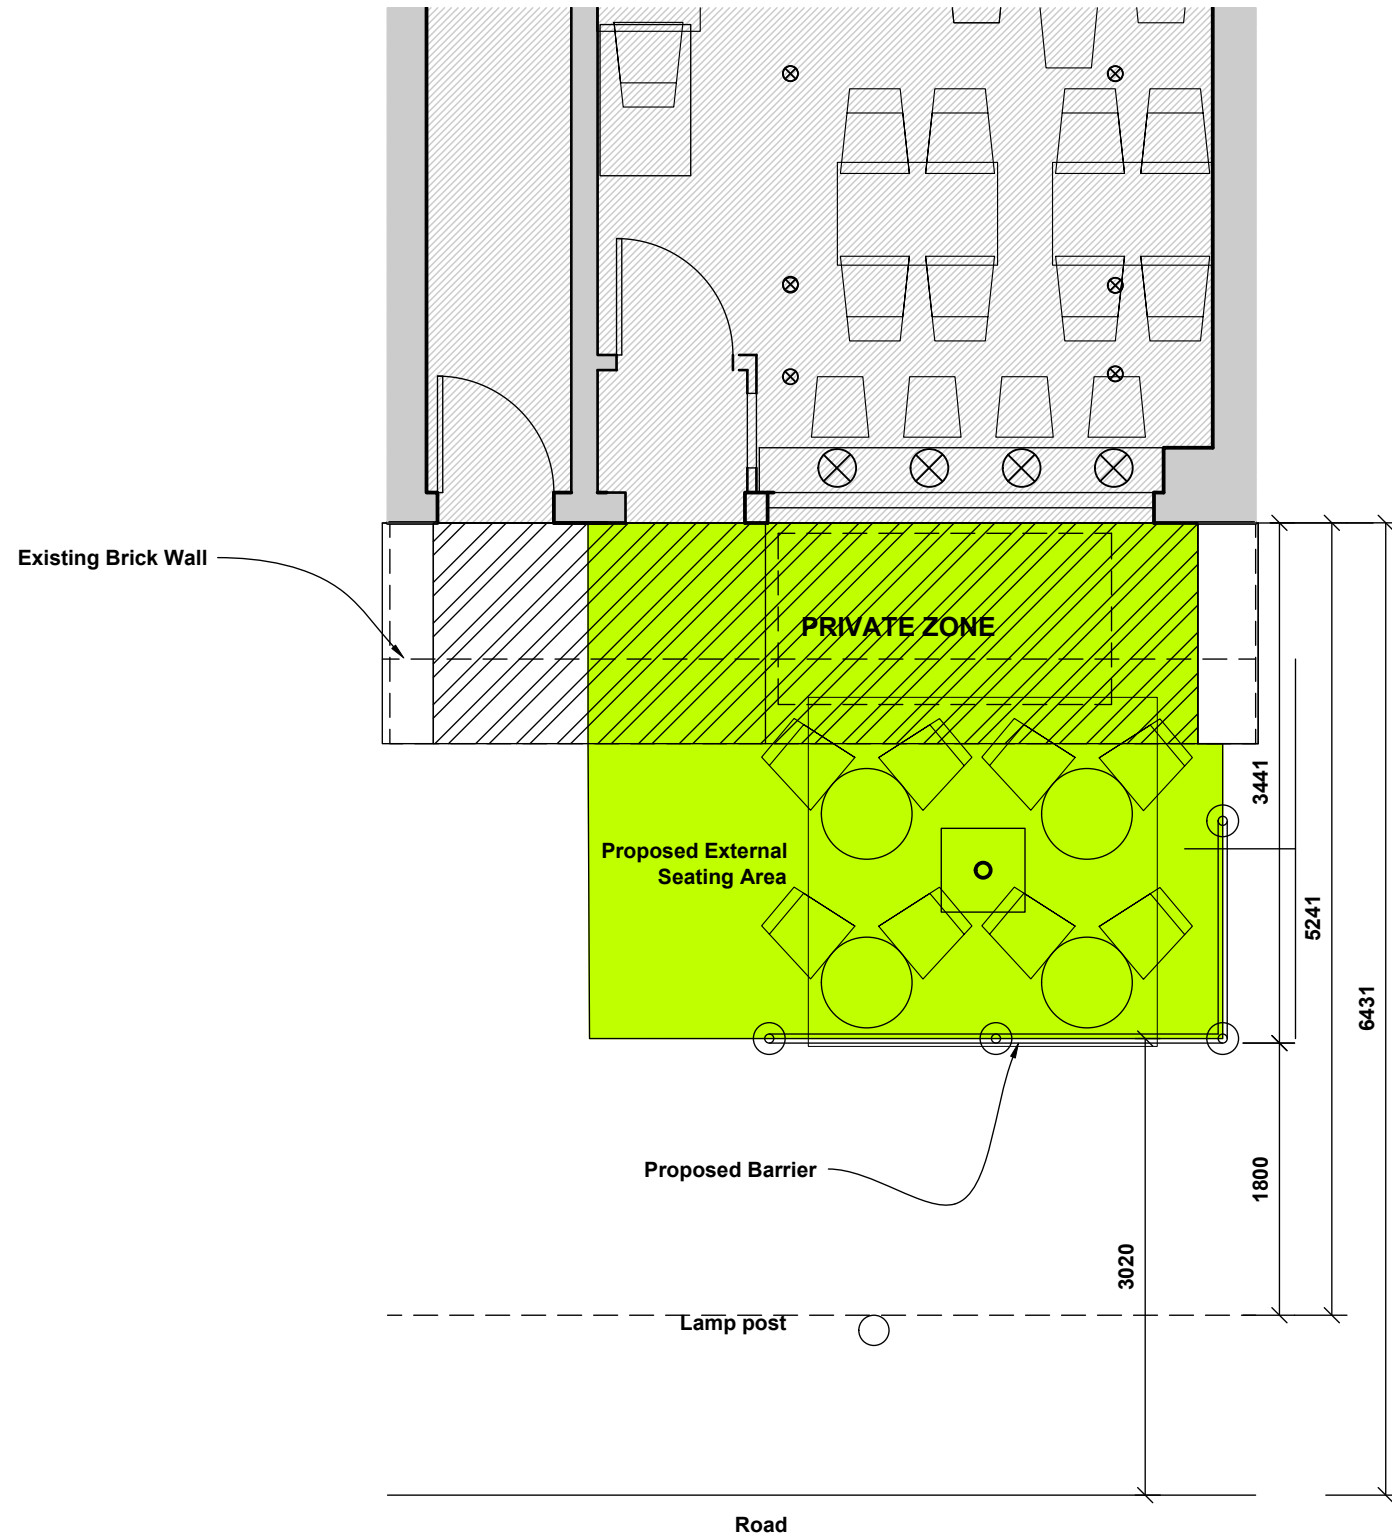 Existing Brick Wall
PRIVATE ZONE
3441
Proposed External
Seating Area
5241
6431
Proposed Barrier
1800
3020
Lamp post
Road